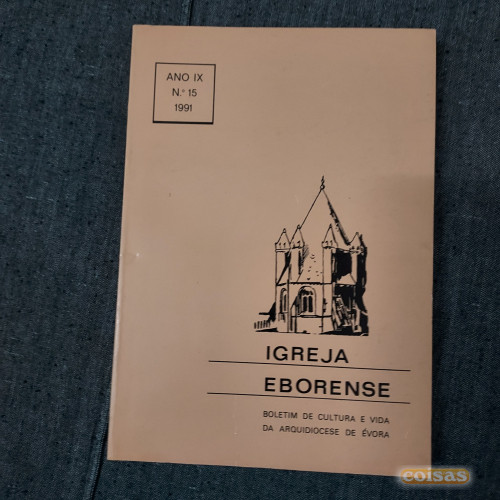 ANO IX
N.º 15
1991
IGREJA
EBORENSE
BOLETIM DE CULTURA E VIDA
DA ARQUIDIOCESE DE ÉVORA
coisas